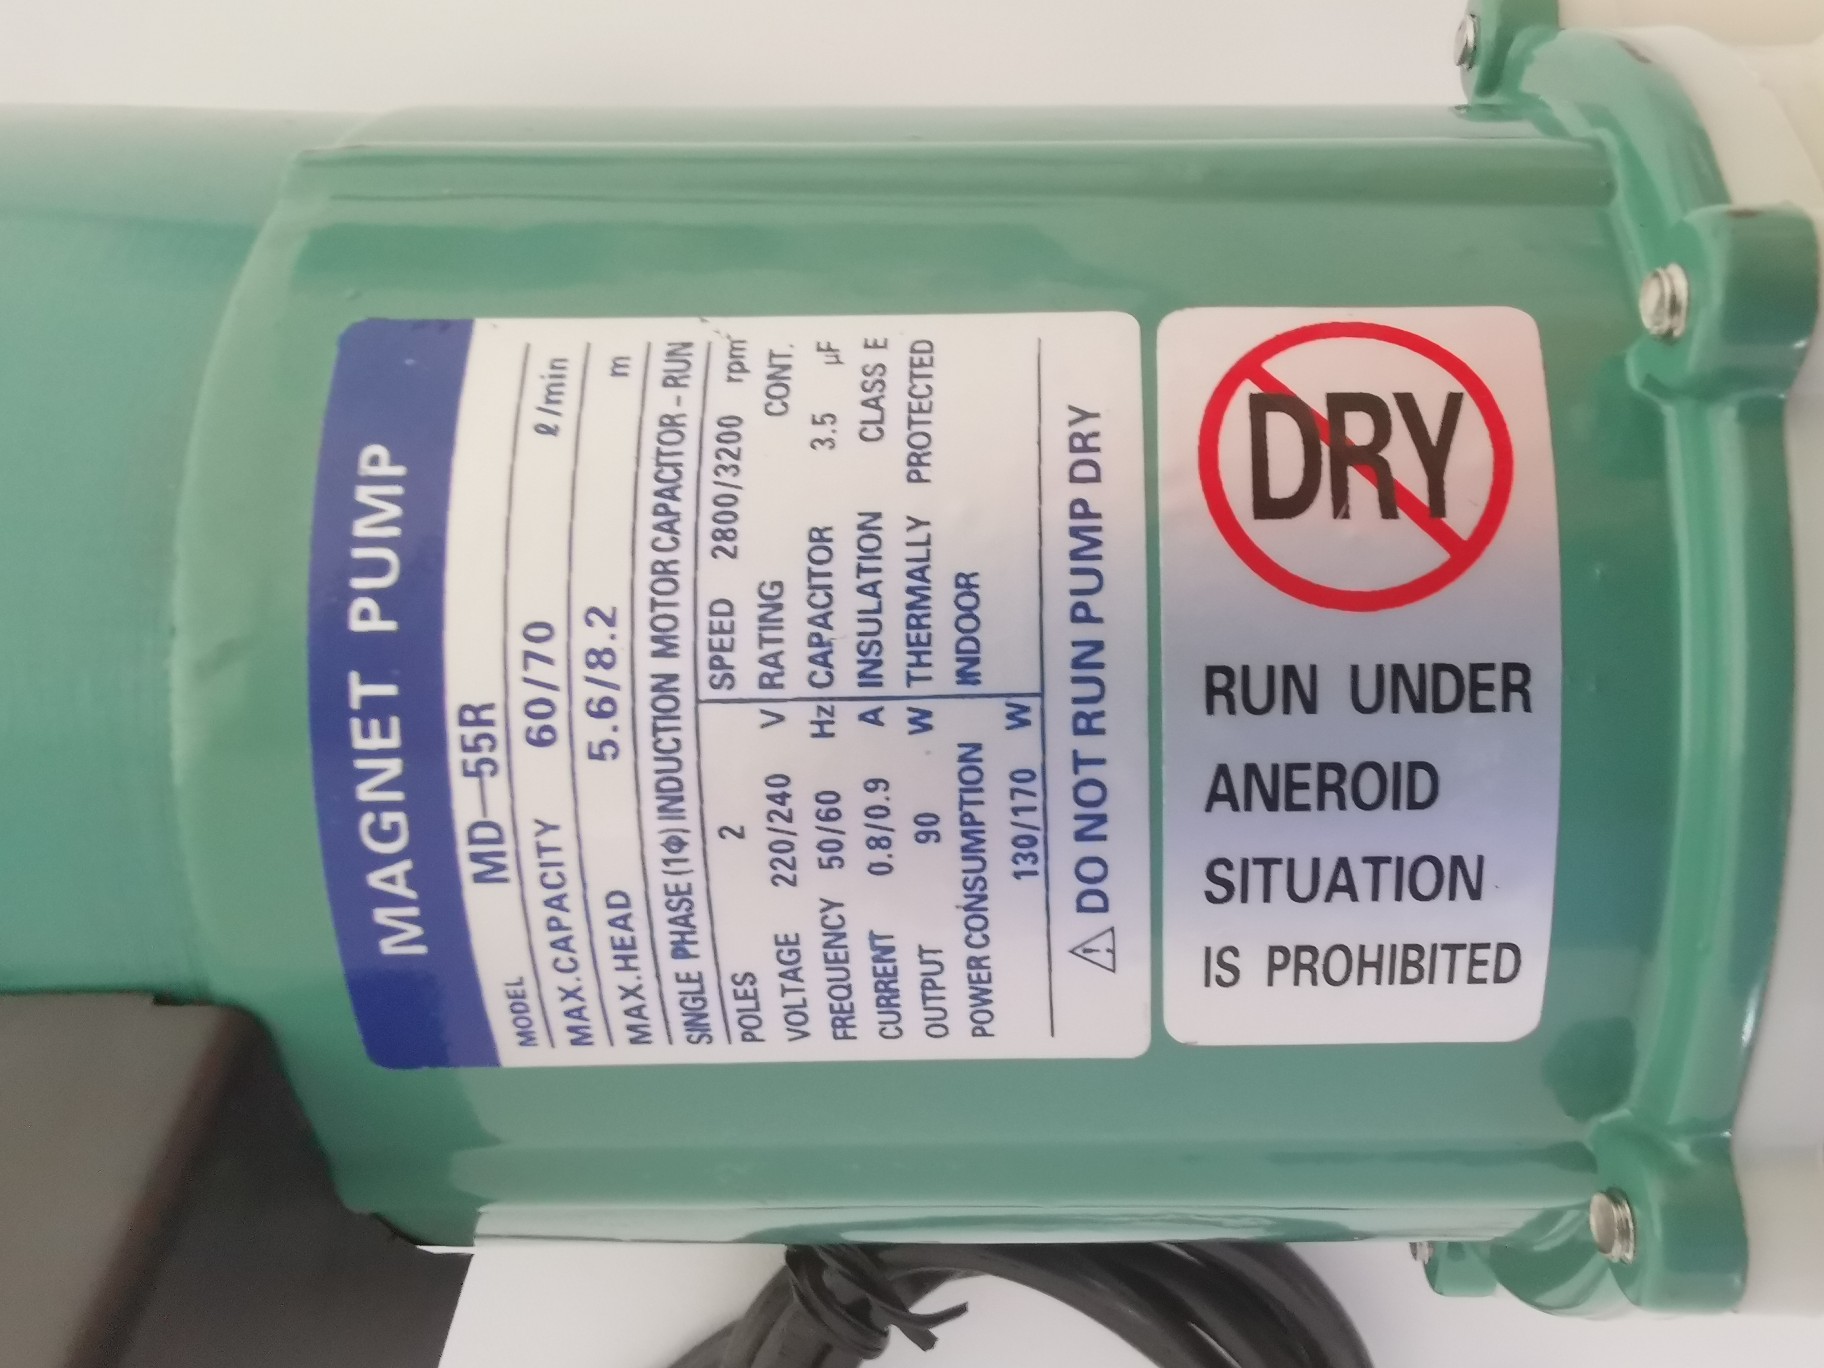 MAGNET PUMP
MODEL MD-55R
MAX.CAPACITY 60/70 ℓ/min
MAX.HEAD 5.6/8.2 m
SINGLE PHASE (1Φ) INDUCTION MOTOR CAPACITOR - RUN
POLES 2 SPEED 2800/3200 rpm
VOLTAGE 220/240 V RATING CONT.
FREQUENCY 50/60 Hz CAPACITOR 3.5 µF
CURRENT 0.8/0.9 A INSULATION CLASS E
OUTPUT 90 W THERMALLY PROTECTED
POWER CONSUMPTION INDOOR
130/170 W
⚠ DO NOT RUN PUMP DRY
DRY
RUN UNDER
ANEROID
SITUATION
IS PROHIBITED